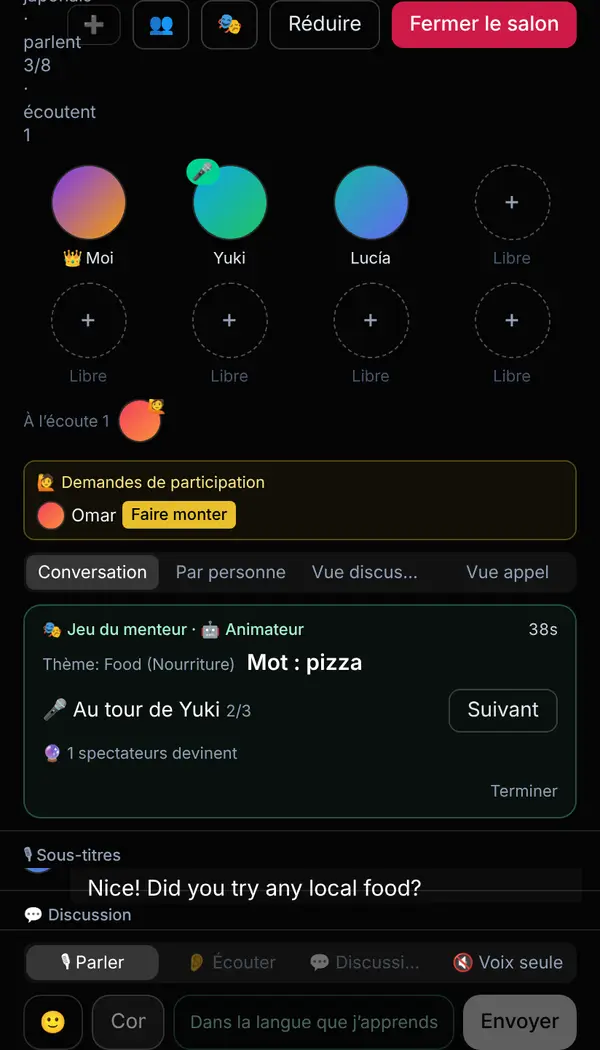 ·
parlent
3/8
·
écoutent
1
Réduire
Fermer le salon
Moi
Yuki
Lucía
Libre
Libre
Libre
Libre
Libre
À l’écoute 1
Demandes de participation
Omar Faire monter
Conversation
Par personne
Vue discus...
Vue appel
Jeu du menteur · Animateur
38s
Thème: Food (Nourriture) Mot : pizza
Au tour de Yuki 2/3
Suivant
1 spectateurs devinent
Terminer
Sous-titres
Nice! Did you try any local food?
Discussion
Parler
Écouter
Discussi...
Voix seule
Cor
Dans la langue que j’apprends
Envoyer